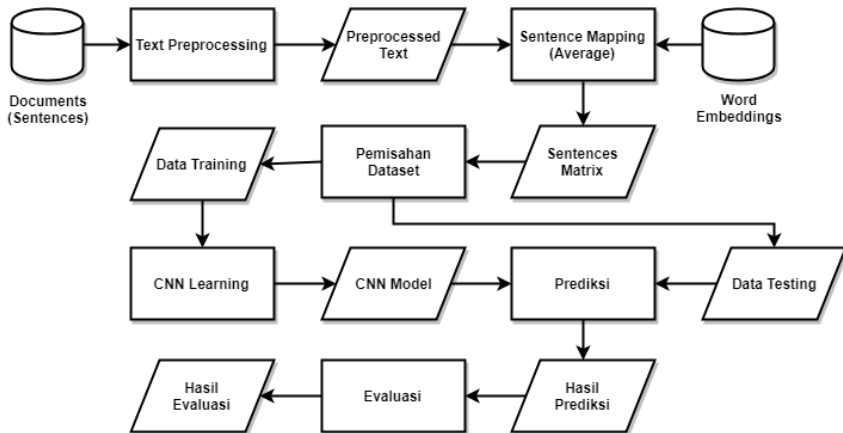 Text Preprocessing
Preprocessed
Text
Sentence Mapping
(Average)
Documents
(Sentences)
Word
Embeddings
Data Training
Pemisahan
Dataset
Sentences
Matrix
CNN Learning
CNN Model
Prediksi
Data Testing
Hasil
Evaluasi
Evaluasi
Hasil
Prediksi